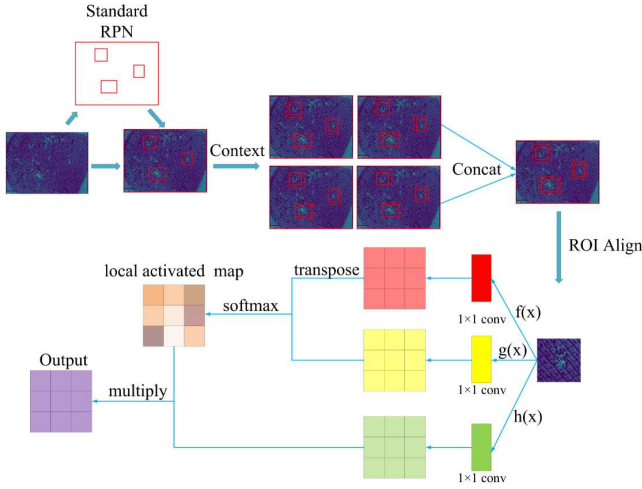 Standard
RPN
Context
Concat
ROI Align
local activated map
transpose
softmax
1×1 conv
f(x)
g(x)
1×1 conv
Output
multiply
h(x)
1×1 conv